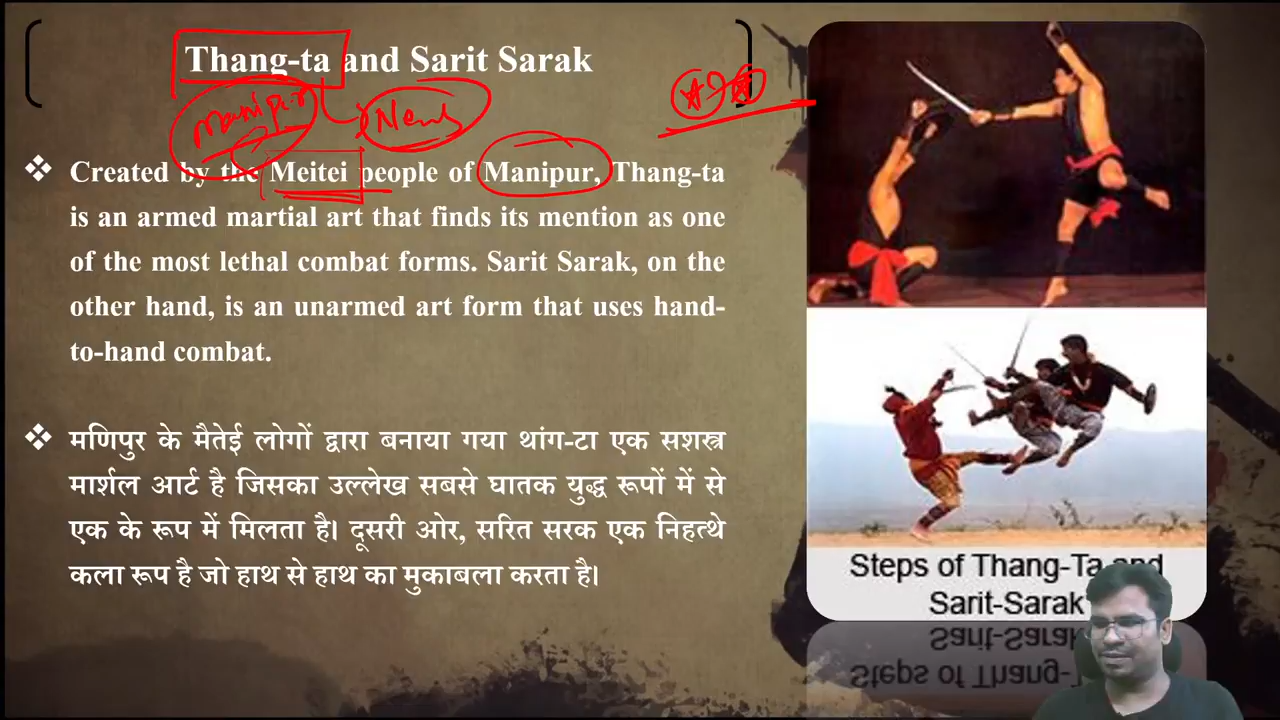 Thang-ta and Sarit Sarak
Manipur
News
❖ Created by the Meitei people of Manipur, Thang-ta
is an armed martial art that finds its mention as one
of the most lethal combat forms. Sarit Sarak, on the
other hand, is an unarmed art form that uses hand-
to-hand combat.
❖ मणिपुर के मैतेई लोगों द्वारा बनाया गया थांग-टा एक सशस्त्र
मार्शल आर्ट है जिसका उल्लेख सबसे घातक युद्ध रूपों में से
एक के रूप में मिलता है। दूसरी ओर, सरित सरक एक निहत्थे
कला रूप है जो हाथ से हाथ का मुकाबला करता है।
Steps of Thang-Ta and
Sarit-Sarak